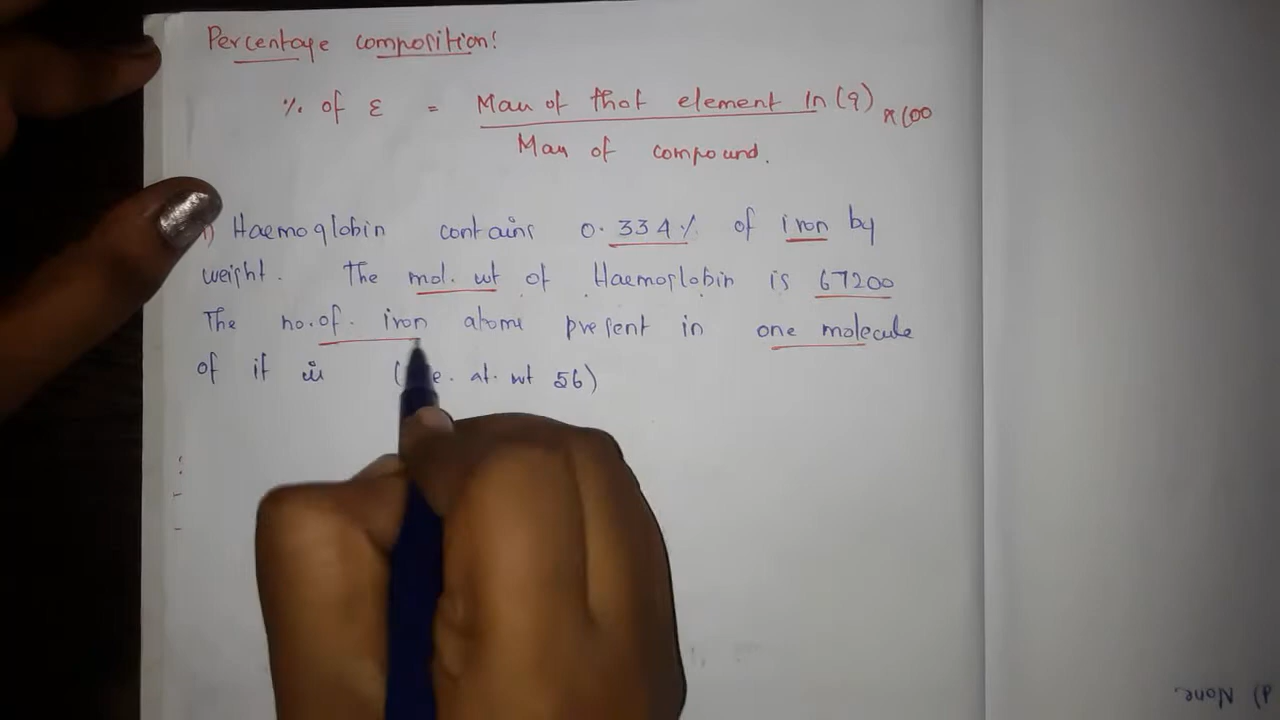 Percentage composition:
% of E = Mass of that element in (g) × 100
Mass of compound.
1) Haemoglobin contains 0.334% of iron by
weight. The mol. wt of Haemoglobin is 67200
The no. of. iron atoms present in one molecule
of it is (e. at. wt 56)
d) None.